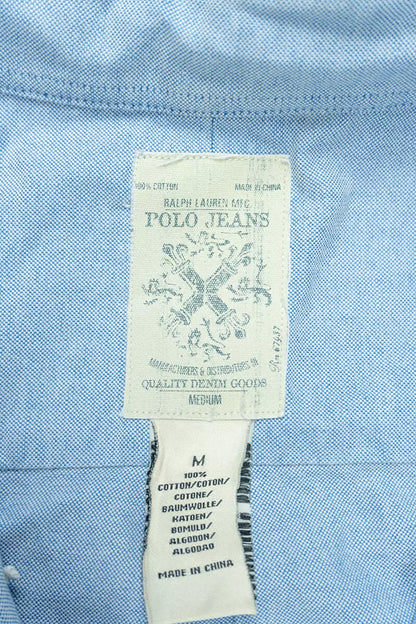 100% COTTON MADE IN CHINA
RALPH LAUREN MFG.
POLO JEANS
MANUFACTURERS & DISTRIBUTORS IN
QUALITY DENIM GOODS
MEDIUM
M
100%
COTTON/COTON/
COTONE/
BAUMWOLLE/
KATOEN/
BOMULD/
ALGODON/
ALGODAO
MADE IN CHINA